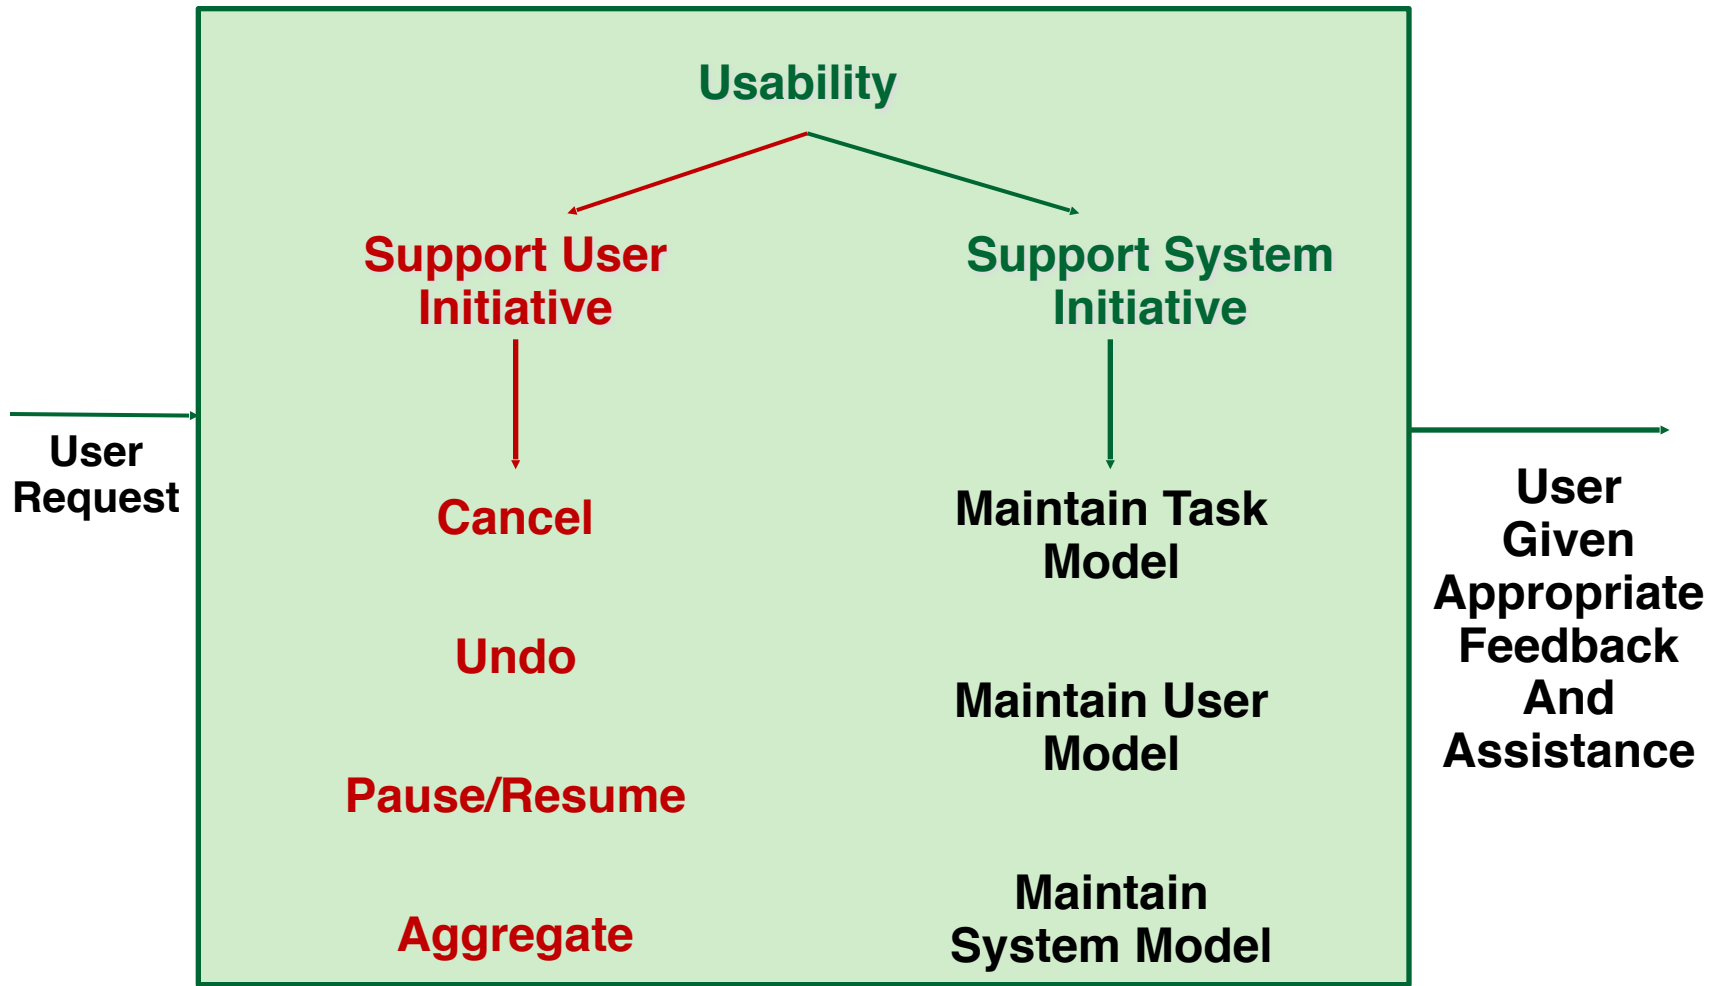 Usability
Support User
Initiative
Support System
Initiative
User
Request
Cancel
Undo
Pause/Resume
Aggregate
Maintain Task
Model
Maintain User
Model
Maintain
System Model
User
Given
Appropriate
Feedback
And
Assistance